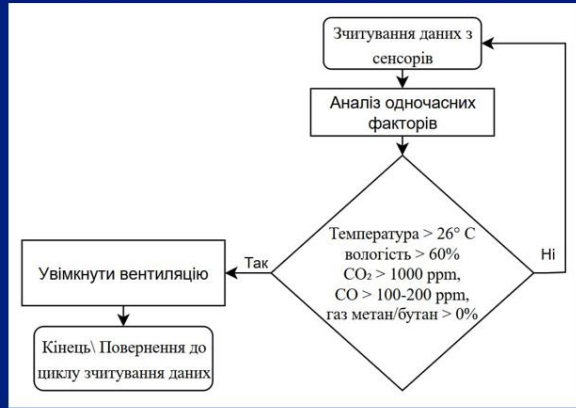 Зчитування даних з
сенсорів
Аналіз одночасних
факторів
Температура > 26° C
вологість > 60%
CO₂ > 1000 ppm,
CO > 100-200 ppm,
газ метан/бутан > 0%
Так
Ні
Увімкнути вентиляцію
Кінець\ Повернення до
циклу зчитування даних